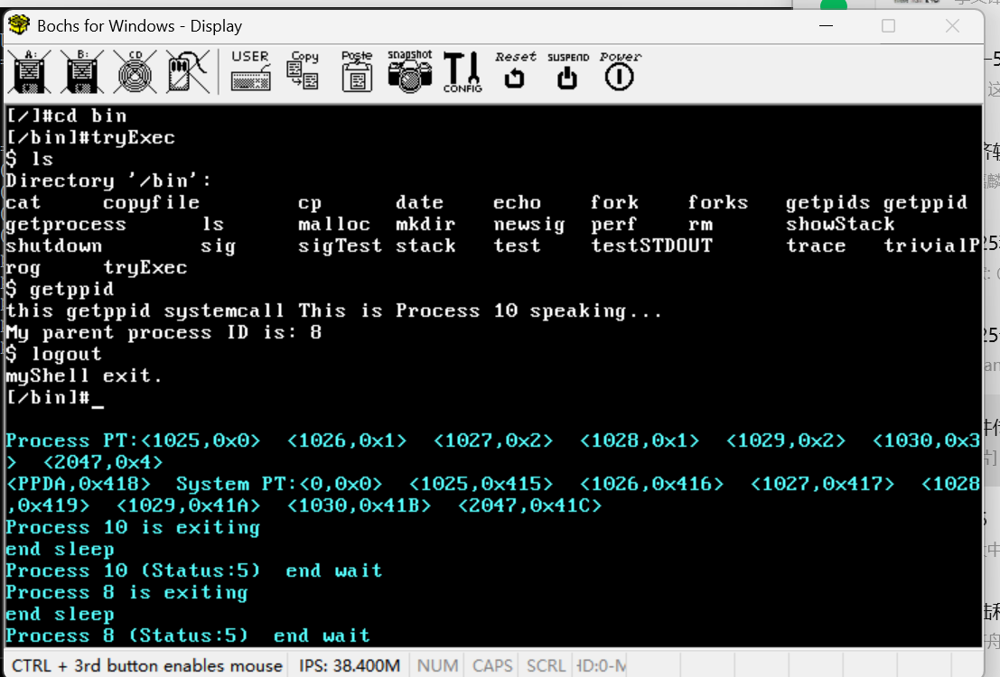 Bochs for Windows - Display
A: B: CD USER Copy Paste snapshot CONFIG Reset SUSPEND Power
[/]#cd bin
[/bin]#tryExec
$ ls
Directory '/bin':
cat copyfile cp date echo fork forks getpids getppid
getprocess ls malloc mkdir newsig perf rm showStack
shutdown sig sigTest stack test testSTDOUT trace trivialP
rog tryExec
$ getppid
this getppid systemcall This is Process 10 speaking...
My parent process ID is: 8
$ logout
myShell exit.
[/bin]#_
Process PT:<1025,0x0> <1026,0x1> <1027,0x2> <1028,0x1> <1029,0x2> <1030,0x3
> <2047,0x4>
<PPDA,0x418> System PT:<0,0x0> <1025,0x415> <1026,0x416> <1027,0x417> <1028
,0x419> <1029,0x41A> <1030,0x41B> <2047,0x41C>
Process 10 is exiting
end sleep
Process 10 (Status:5) end wait
Process 8 is exiting
end sleep
Process 8 (Status:5) end wait
CTRL + 3rd button enables mouse IPS: 38.400M NUM CAPS SCRL HD:0-M